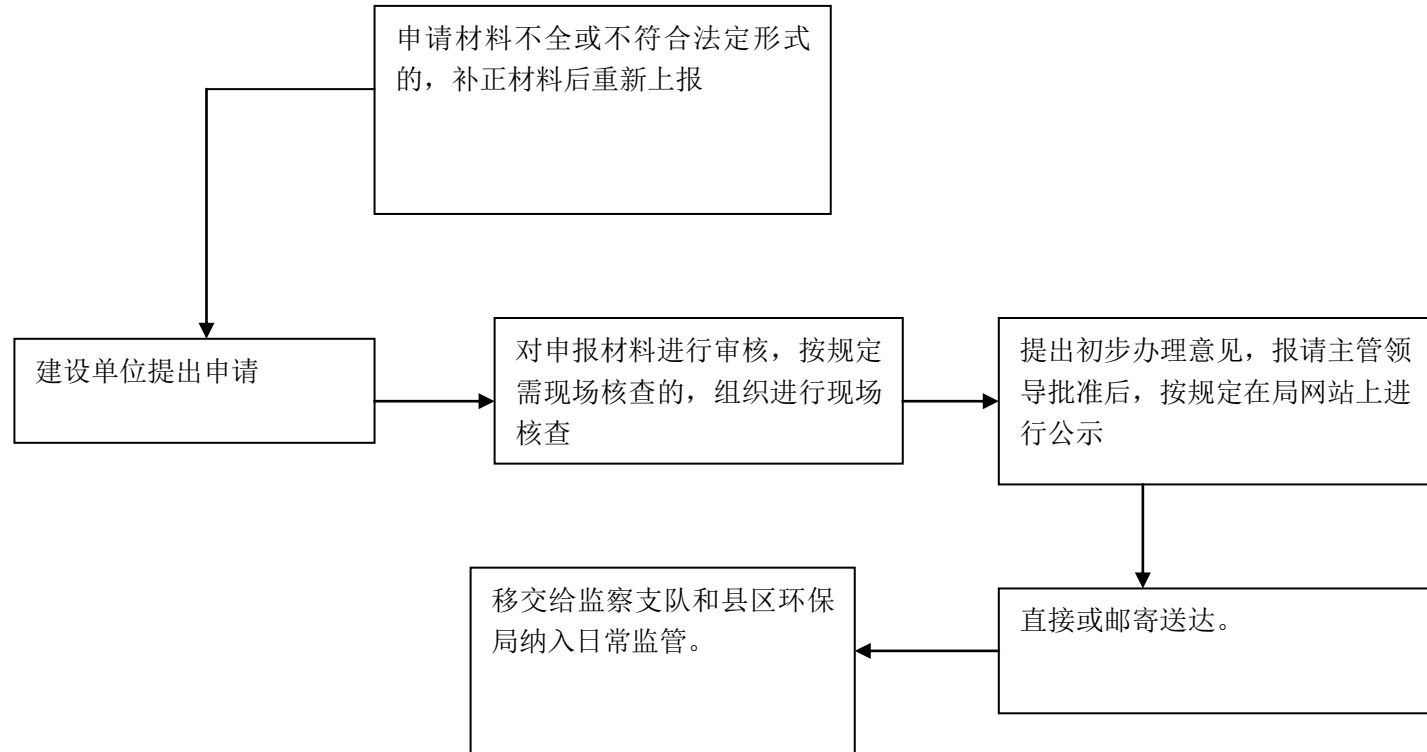 申请材料不全或不符合法定形式
的，补正材料后重新上报
建设单位提出申请
对申报材料进行审核，按规定
需现场核查的，组织进行现场
核查
提出初步办理意见，报请主管领
导批准后，按规定在局网站上进
行公示
移交给监察支队和县区环保
局纳入日常监管。
直接或邮寄送达。